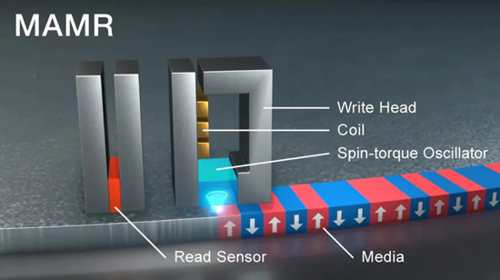 MAMR
Write Head
Coil
Spin-torque Oscillator
Read Sensor
Media